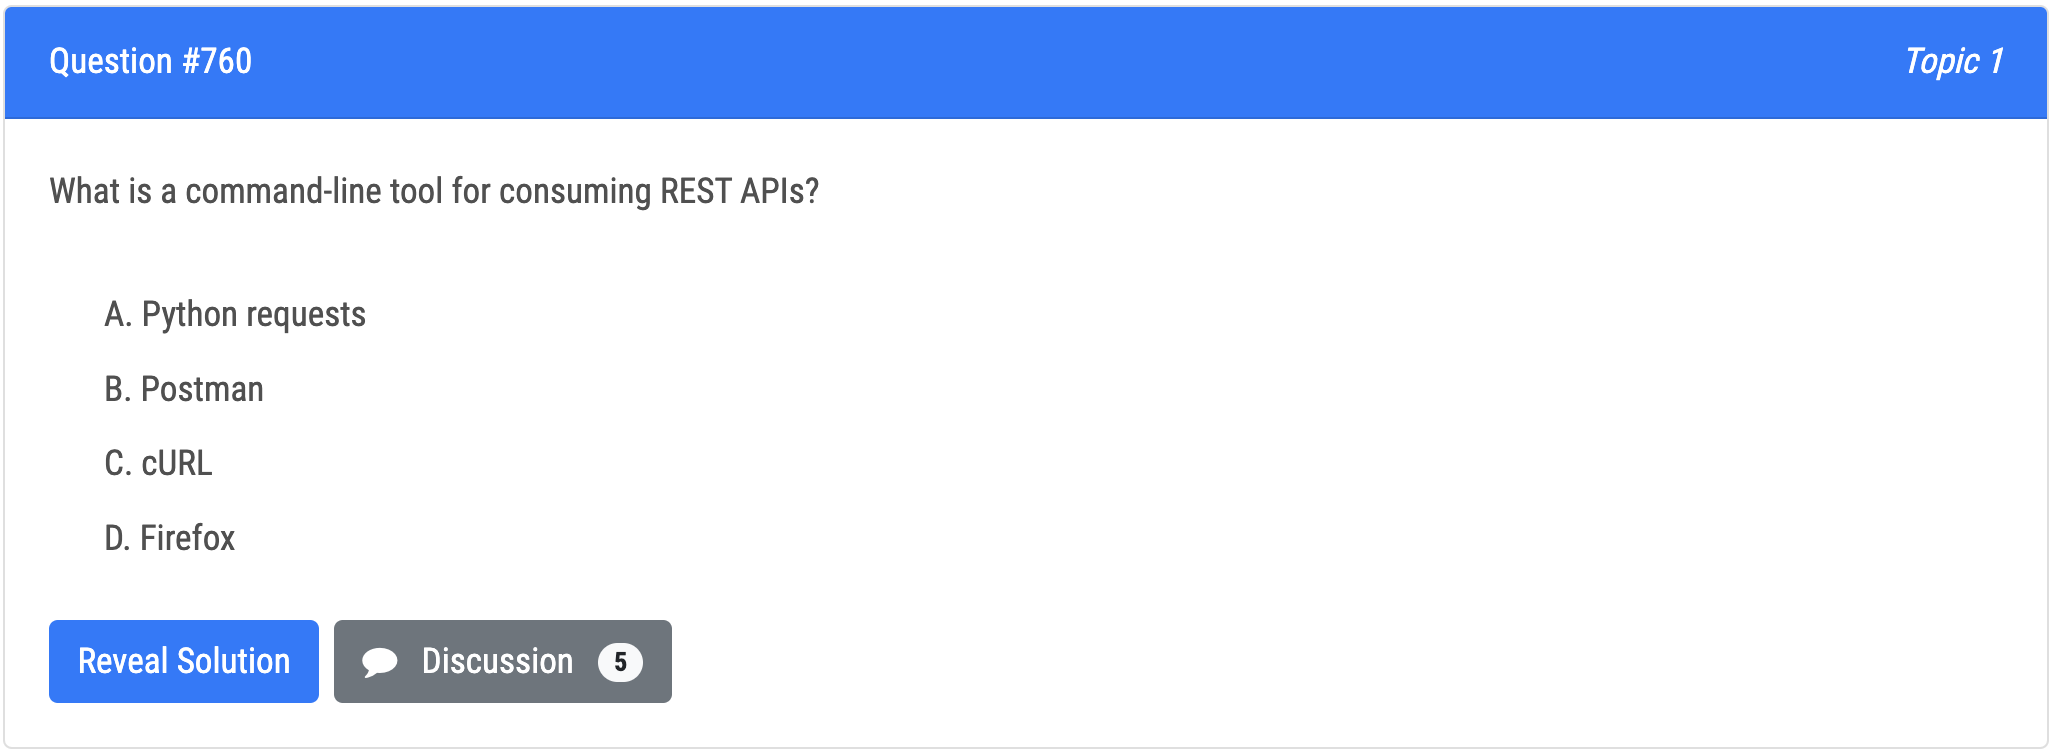 Question #760
Topic 1
What is a command-line tool for consuming REST APIs?
A. Python requests
B. Postman
C. cURL
D. Firefox
Reveal Solution
Discussion 5